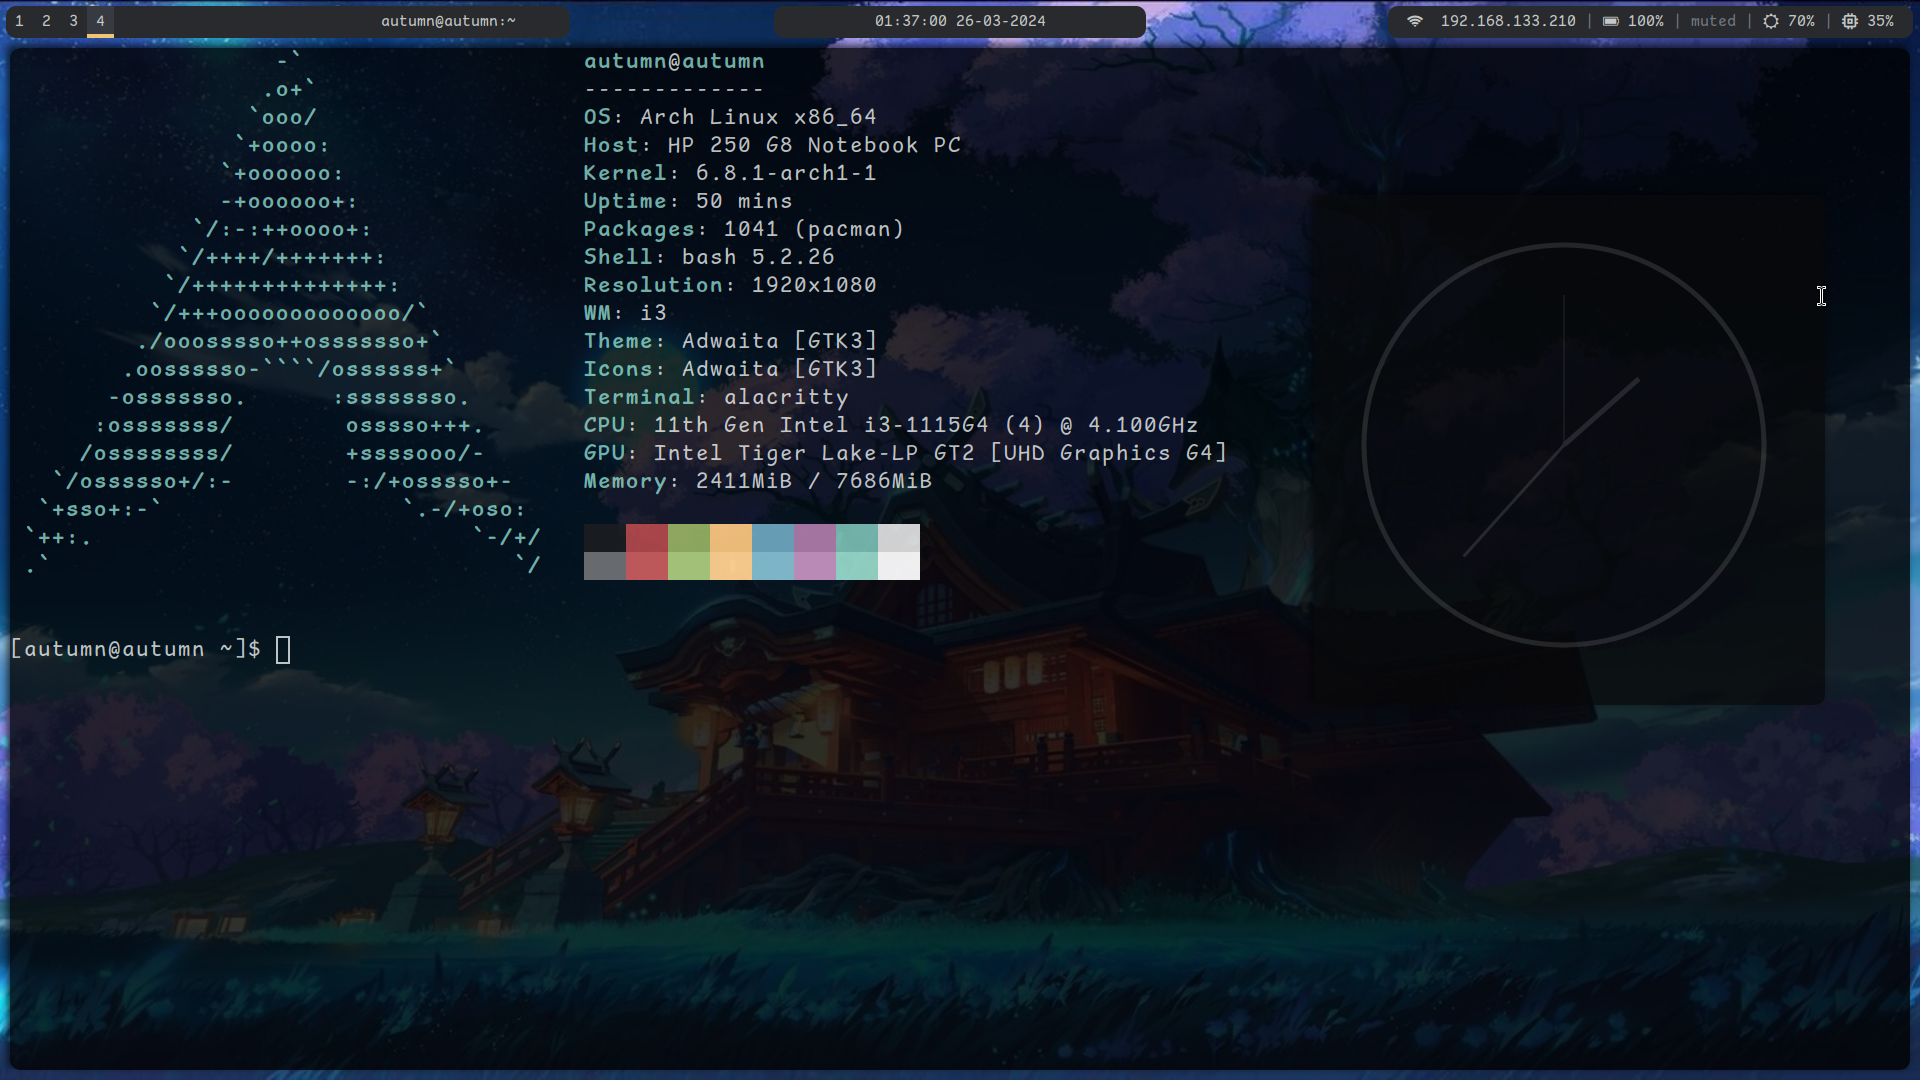 1 2 3 4 autumn@autumn:~ 01:37:00 26-03-2024 192.168.133.210 | 100% | muted | 70% | 35%
-`
.o+`
`ooo/
`+oooo:
`+oooooo:
-+oooooo+:
`/:-:++oooo+:
`/++++/+++++++:
`/++++++++++++++:
`/+++ooooooooooooo/`
./ooosssso++osssssso+`
.oossssso-````/ossssss+`
-osssssso.      :ssssssso.
:osssssss/        osssso+++.
/ossssssss/        +ssssooo/-
`/ossssso+/:-        -:/+osssso+-
`+sso+:-`                 `.-/+oso:
`++:.                           `-/+/
.`                                 `/
autumn@autumn
-------------
OS: Arch Linux x86_64
Host: HP 250 G8 Notebook PC
Kernel: 6.8.1-arch1-1
Uptime: 50 mins
Packages: 1041 (pacman)
Shell: bash 5.2.26
Resolution: 1920x1080
WM: i3
Theme: Adwaita [GTK3]
Icons: Adwaita [GTK3]
Terminal: alacritty
CPU: 11th Gen Intel i3-1115G4 (4) @ 4.100GHz
GPU: Intel Tiger Lake-LP GT2 [UHD Graphics G4]
Memory: 2411MiB / 7686MiB
[autumn@autumn ~]$